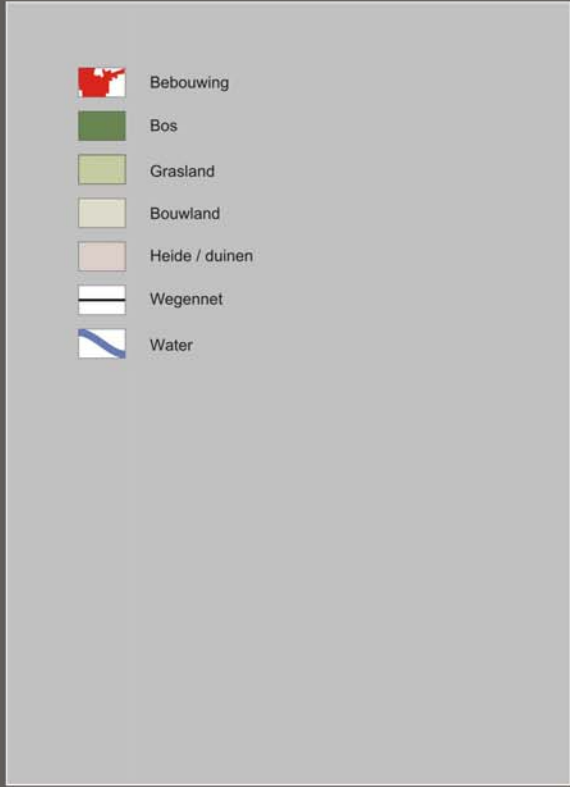 Bebouwing
Bos
Grasland
Bouwland
Heide / duinen
Wegennet
Water